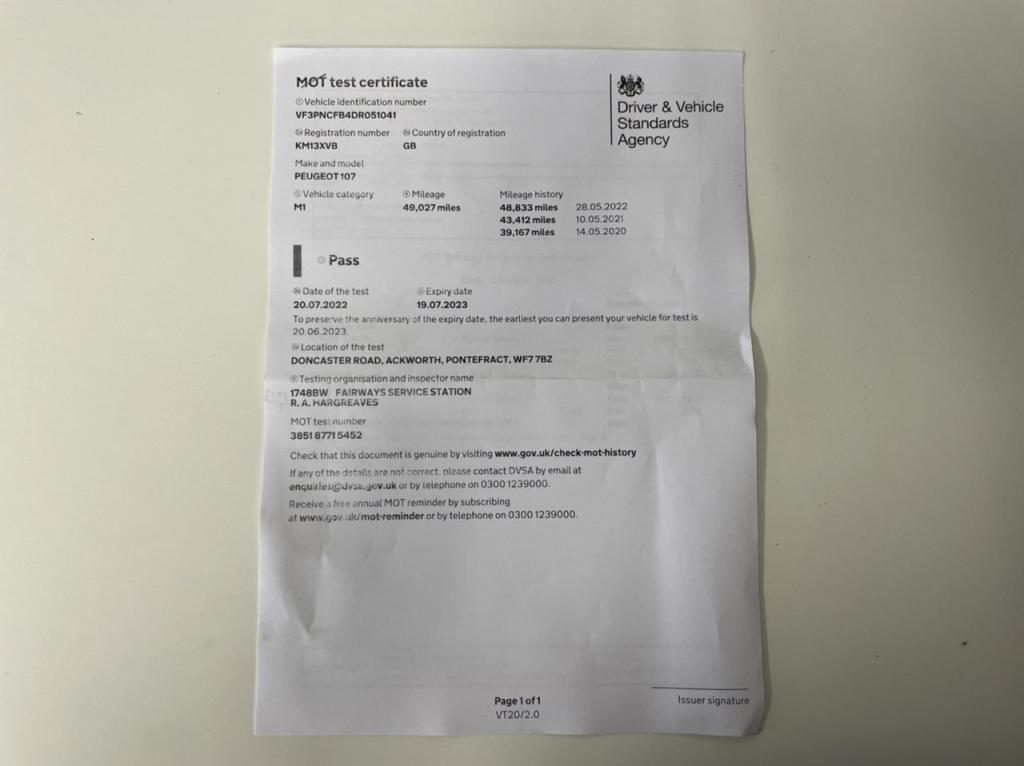 MOT test certificate
Vehicle identification number
VF3PNCFB4DR051041
Registration number Country of registration
KM13XVB GB
Make and model
PEUGEOT 107
Vehicle category Mileage Mileage history
M1 49,027 miles 48,833 miles 28.05.2022
43,412 miles 10.05.2021
39,167 miles 14.05.2020
Pass
Date of the test Expiry date
20.07.2022 19.07.2023
To preserve the anniversary of the expiry date, the earliest you can present your vehicle for test is
20.06.2023.
Location of the test
DONCASTER ROAD, ACKWORTH, PONTEFRACT, WF7 7BZ
Testing organisation and inspector name
1748BW FAIRWAYS SERVICE STATION
R. A. HARGREAVES
MOT test number
3851 8771 5452
Check that this document is genuine by visiting www.gov.uk/check-mot-history
If any of the details are not correct, please contact DVSA by email at
enquiries@dvsa.gov.uk or by telephone on 0300 1239000.
Receive a free annual MOT reminder by subscribing
at www.gov.uk/mot-reminder or by telephone on 0300 1239000.
Driver & Vehicle
Standards
Agency
Page 1 of 1
VT20/2.0
Issuer signature